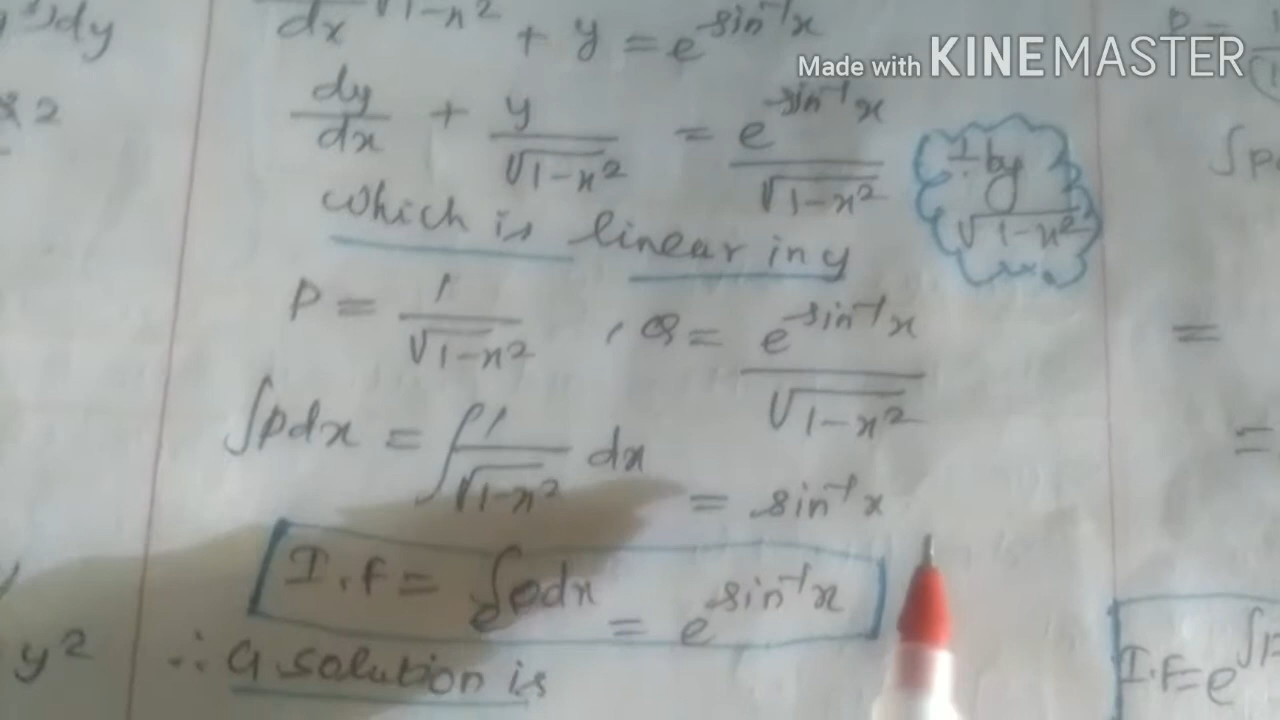 dy/dx √1-x² + y = e^sin⁻¹x
Made with KINEMASTER
dy/dx + y/√1-x² = e^sin⁻¹x/√1-x²
÷ by √1-x²
which is linear in y
P = 1/√1-x² , Q = e^sin⁻¹x/√1-x²
∫pdx = ∫1/√1-x² dx
= sin⁻¹x
I.F = e^∫pdx = e^sin⁻¹x
∴ G solution is
y²
I.F = e